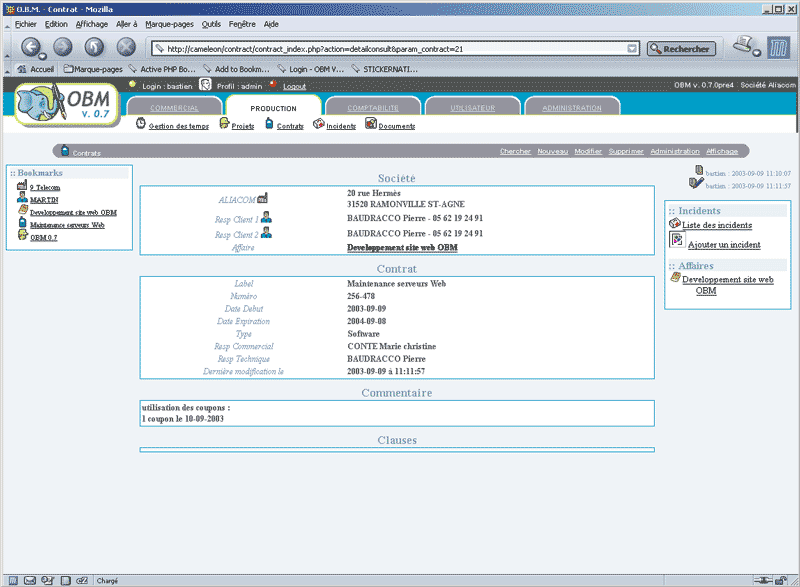 O.B.M. - Contrat - Mozilla
Fichier Edition Affichage Aller à Marque-pages Outils Fenêtre Aide
http://cameleon/contract/contract_index.php?action=detailconsult&param_contract=21 Rechercher
Accueil Marque-pages Active PHP Bo... Add to Bookm... Login - OBM V... STICKERNATI...
Login : bastien Profil : admin Logout OBM v. 0.7.0pre4 Société Aliacom
OBM
v. 0.7
COMMERCIAL PRODUCTION COMPTABILITE UTILISATEUR ADMINISTRATION
Gestion des temps Projets Contrats Incidents Documents
Contrats Chercher Nouveau Modifier Supprimer Administration Affichage
:: Bookmarks
9 Telecom
MARTIN
Developpement site web OBM
Maintenance serveurs Web
OBM 0.7
Société
ALIACOM 20 rue Hermès
31520 RAMONVILLE ST-AGNE
Resp Client 1 BAUDRACCO Pierre - 05 62 19 24 91
Resp Client 2 BAUDRACCO Pierre - 05 62 19 24 91
Affaire Developpement site web OBM
Contrat
Label Maintenance serveurs Web
Numéro 256-478
Date Debut 2003-09-09
Date Expiration 2004-09-08
Type Software
Resp Commercial CONTE Marie christine
Resp Technique BAUDRACCO Pierre
Dernière modification le 2003-09-09 à 11:11:57
Commentaire
utilisation des coupons :
1 coupon le 10-09-2003
Clauses
bastien : 2003-09-09 11:10:07
bastien : 2003-09-09 11:11:57
:: Incidents
Liste des incidents
Ajouter un incident
:: Affaires
Developpement site web
OBM
Chargé